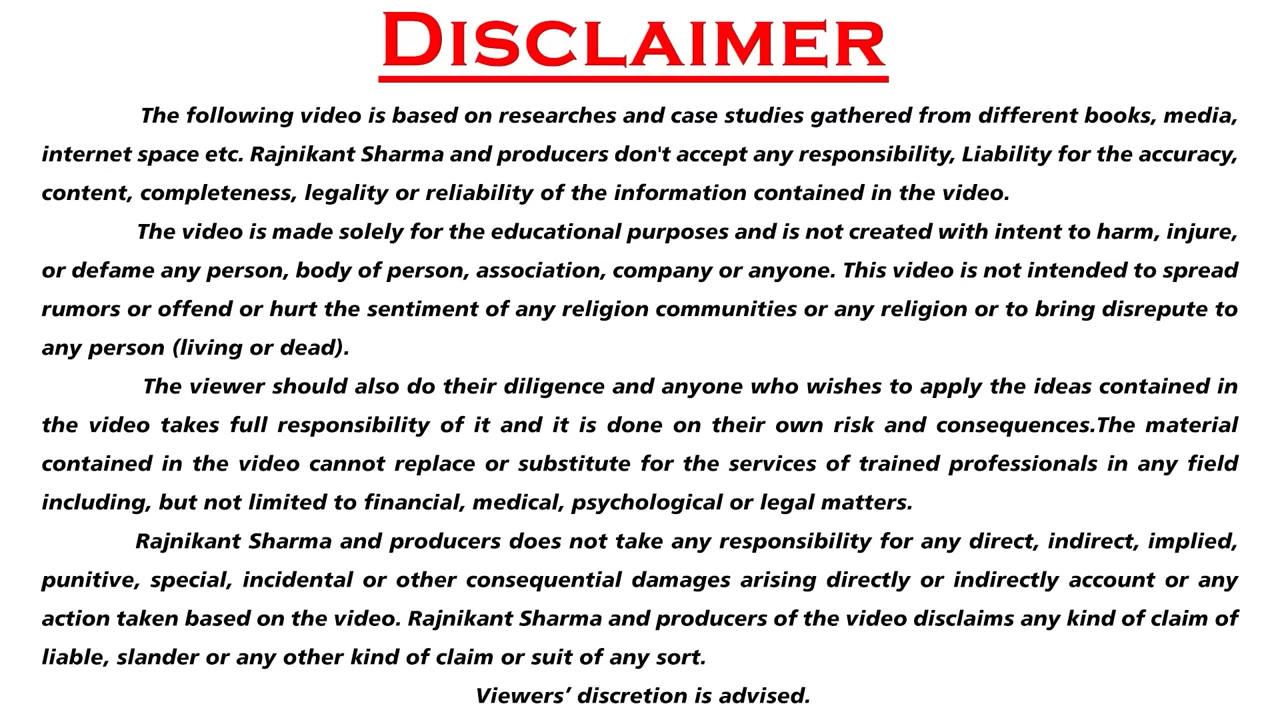 DISCLAIMER
The following video is based on researches and case studies gathered from different books, media,
internet space etc. Rajnikant Sharma and producers don't accept any responsibility, Liability for the accuracy,
content, completeness, legality or reliability of the information contained in the video.
The video is made solely for the educational purposes and is not created with intent to harm, injure,
or defame any person, body of person, association, company or anyone. This video is not intended to spread
rumors or offend or hurt the sentiment of any religion communities or any religion or to bring disrepute to
any person (living or dead).
The viewer should also do their diligence and anyone who wishes to apply the ideas contained in
the video takes full responsibility of it and it is done on their own risk and consequences.The material
contained in the video cannot replace or substitute for the services of trained professionals in any field
including, but not limited to financial, medical, psychological or legal matters.
Rajnikant Sharma and producers does not take any responsibility for any direct, indirect, implied,
punitive, special, incidental or other consequential damages arising directly or indirectly account or any
action taken based on the video. Rajnikant Sharma and producers of the video disclaims any kind of claim of
liable, slander or any other kind of claim or suit of any sort.
Viewers’ discretion is advised.